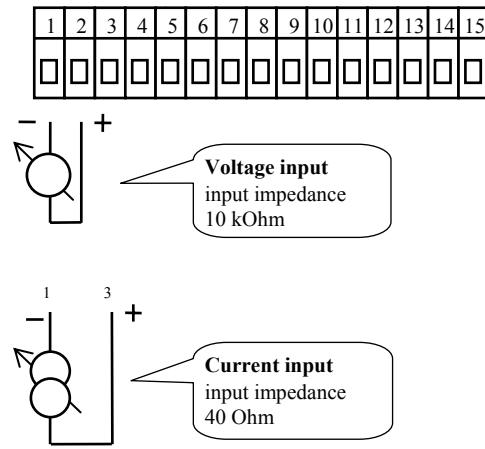 1 2 3 4 5 6 7 8 9 10 11 12 13 14 15
− +
Voltage input
input impedance
10 kOhm
1 3
− +
Current input
input impedance
40 Ohm